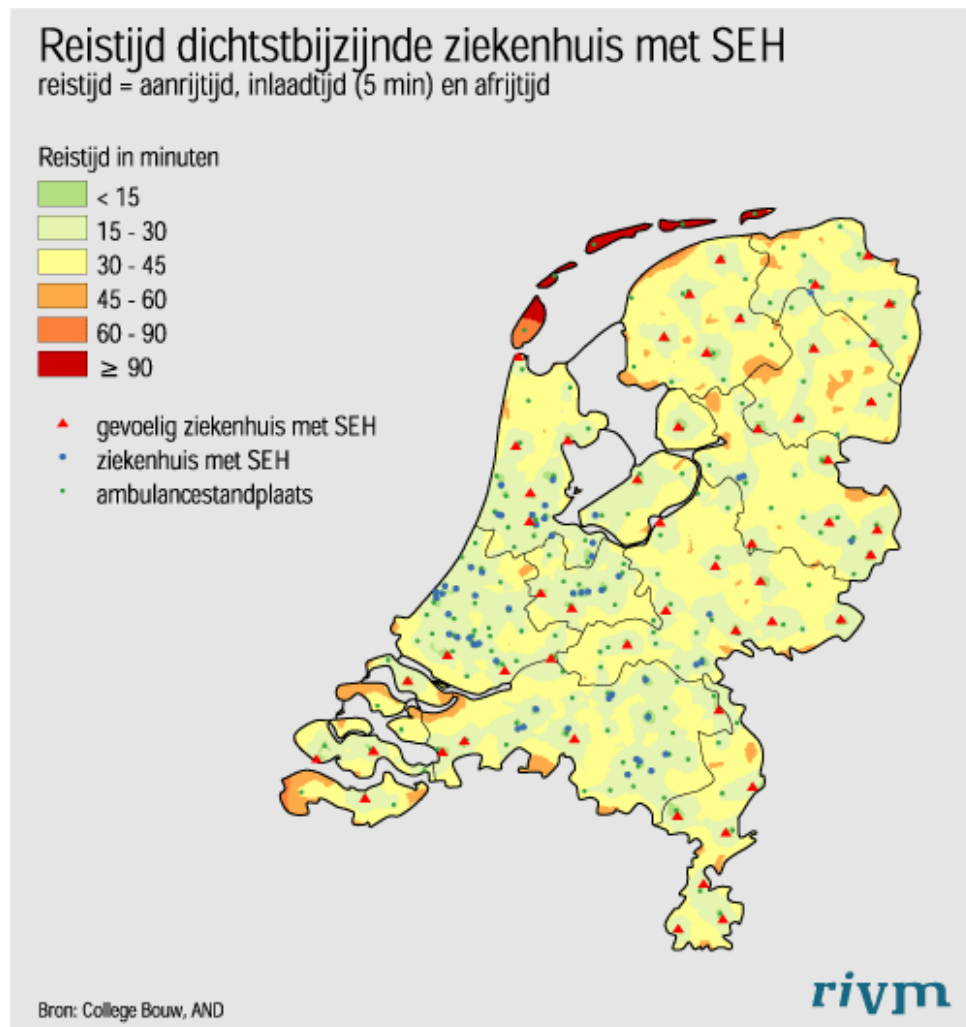 Reistijd dichtstbijzijnde ziekenhuis met SEH
reistijd = aanrijtijd, inlaadtijd (5 min) en afrijtijd
Reistijd in minuten
< 15
15 - 30
30 - 45
45 - 60
60 - 90
≥ 90
gevoelig ziekenhuis met SEH
ziekenhuis met SEH
ambulancestandplaats
Bron: College Bouw, AND
rivm